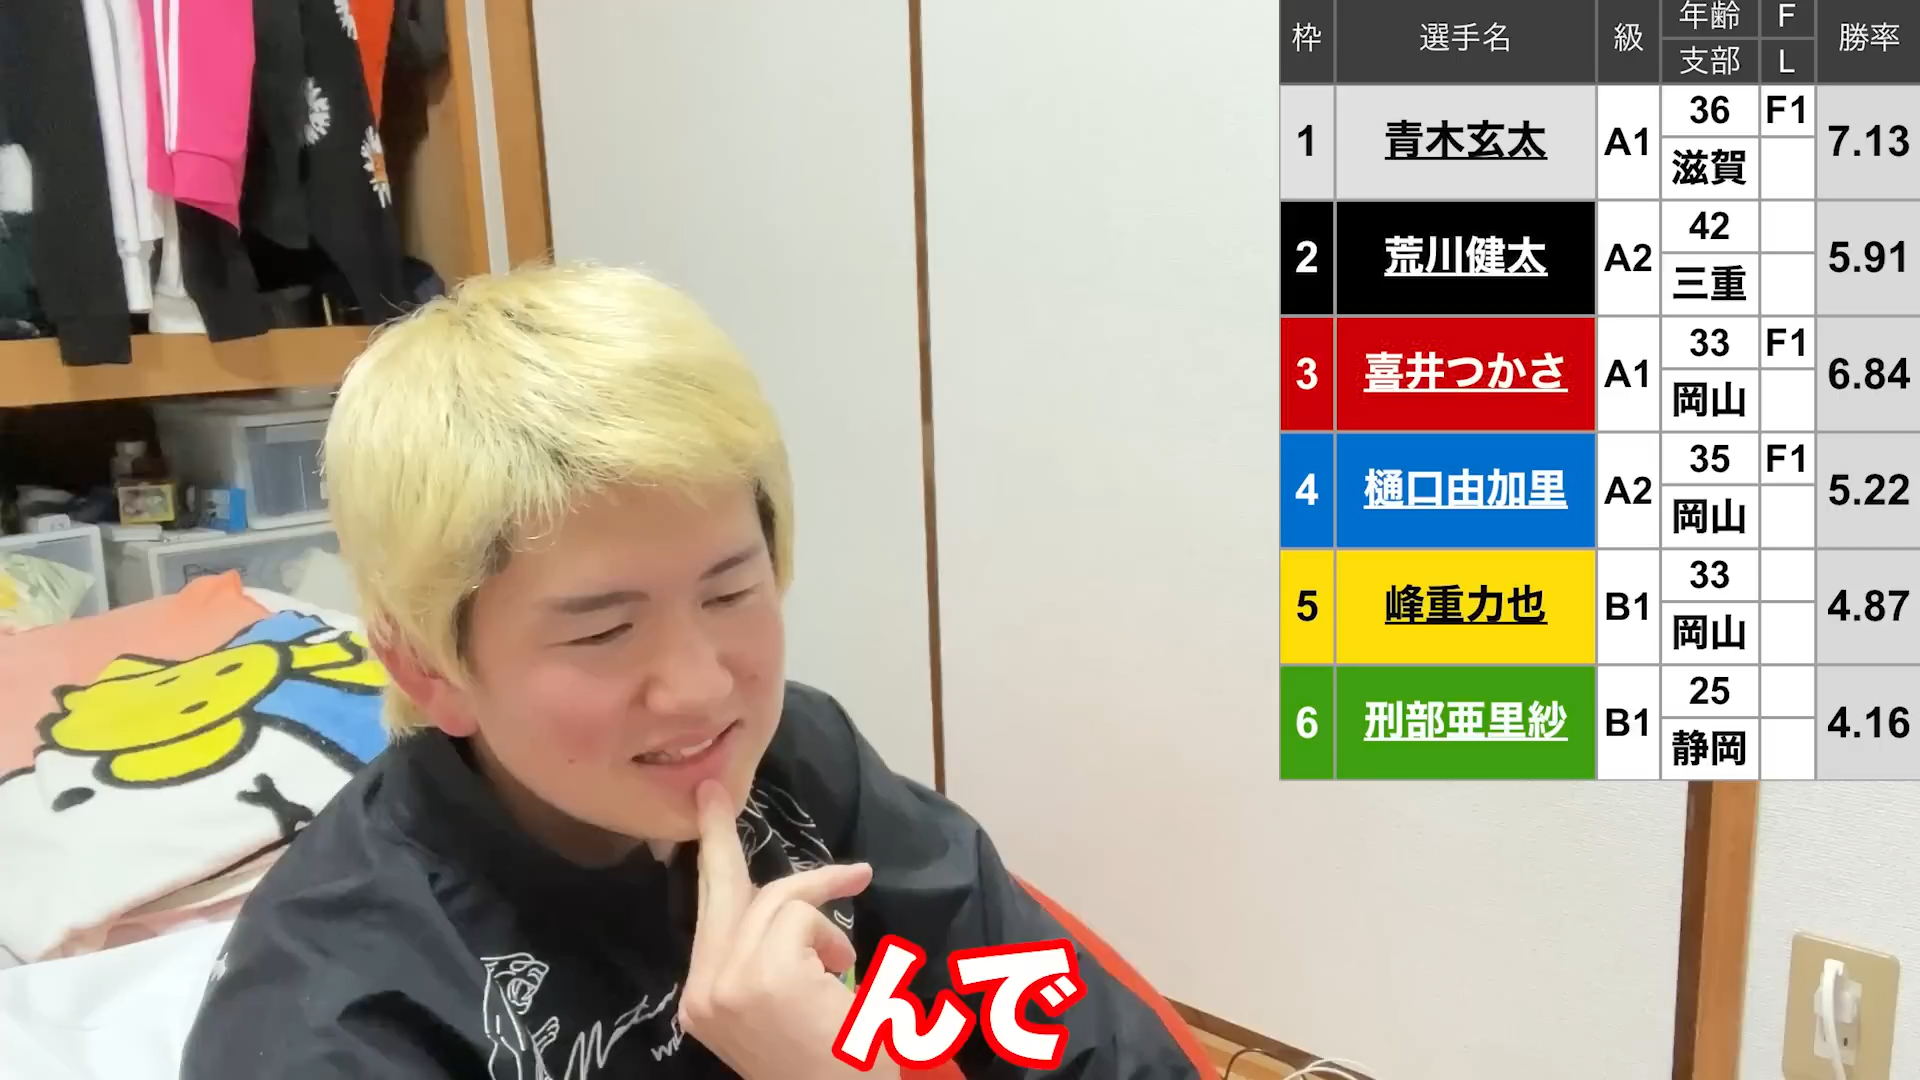 枠 選手名 級 年齢 F 勝率
支部 L
1 青木玄太 A1 36 F1 7.13
滋賀
2 荒川健太 A2 42 5.91
三重
3 喜井つかさ A1 33 F1 6.84
岡山
4 樋口由加里 A2 35 F1 5.22
岡山
5 峰重力也 B1 33 4.87
岡山
6 刑部亜里紗 B1 25 4.16
静岡
んで